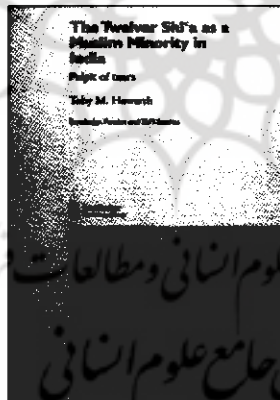 The Twelver Shi'a as a
Muslim Minority in
India
Pulpit of tears
Toby M. Howarth
علوم انسانی و مطالعات
جامع علوم انسانی